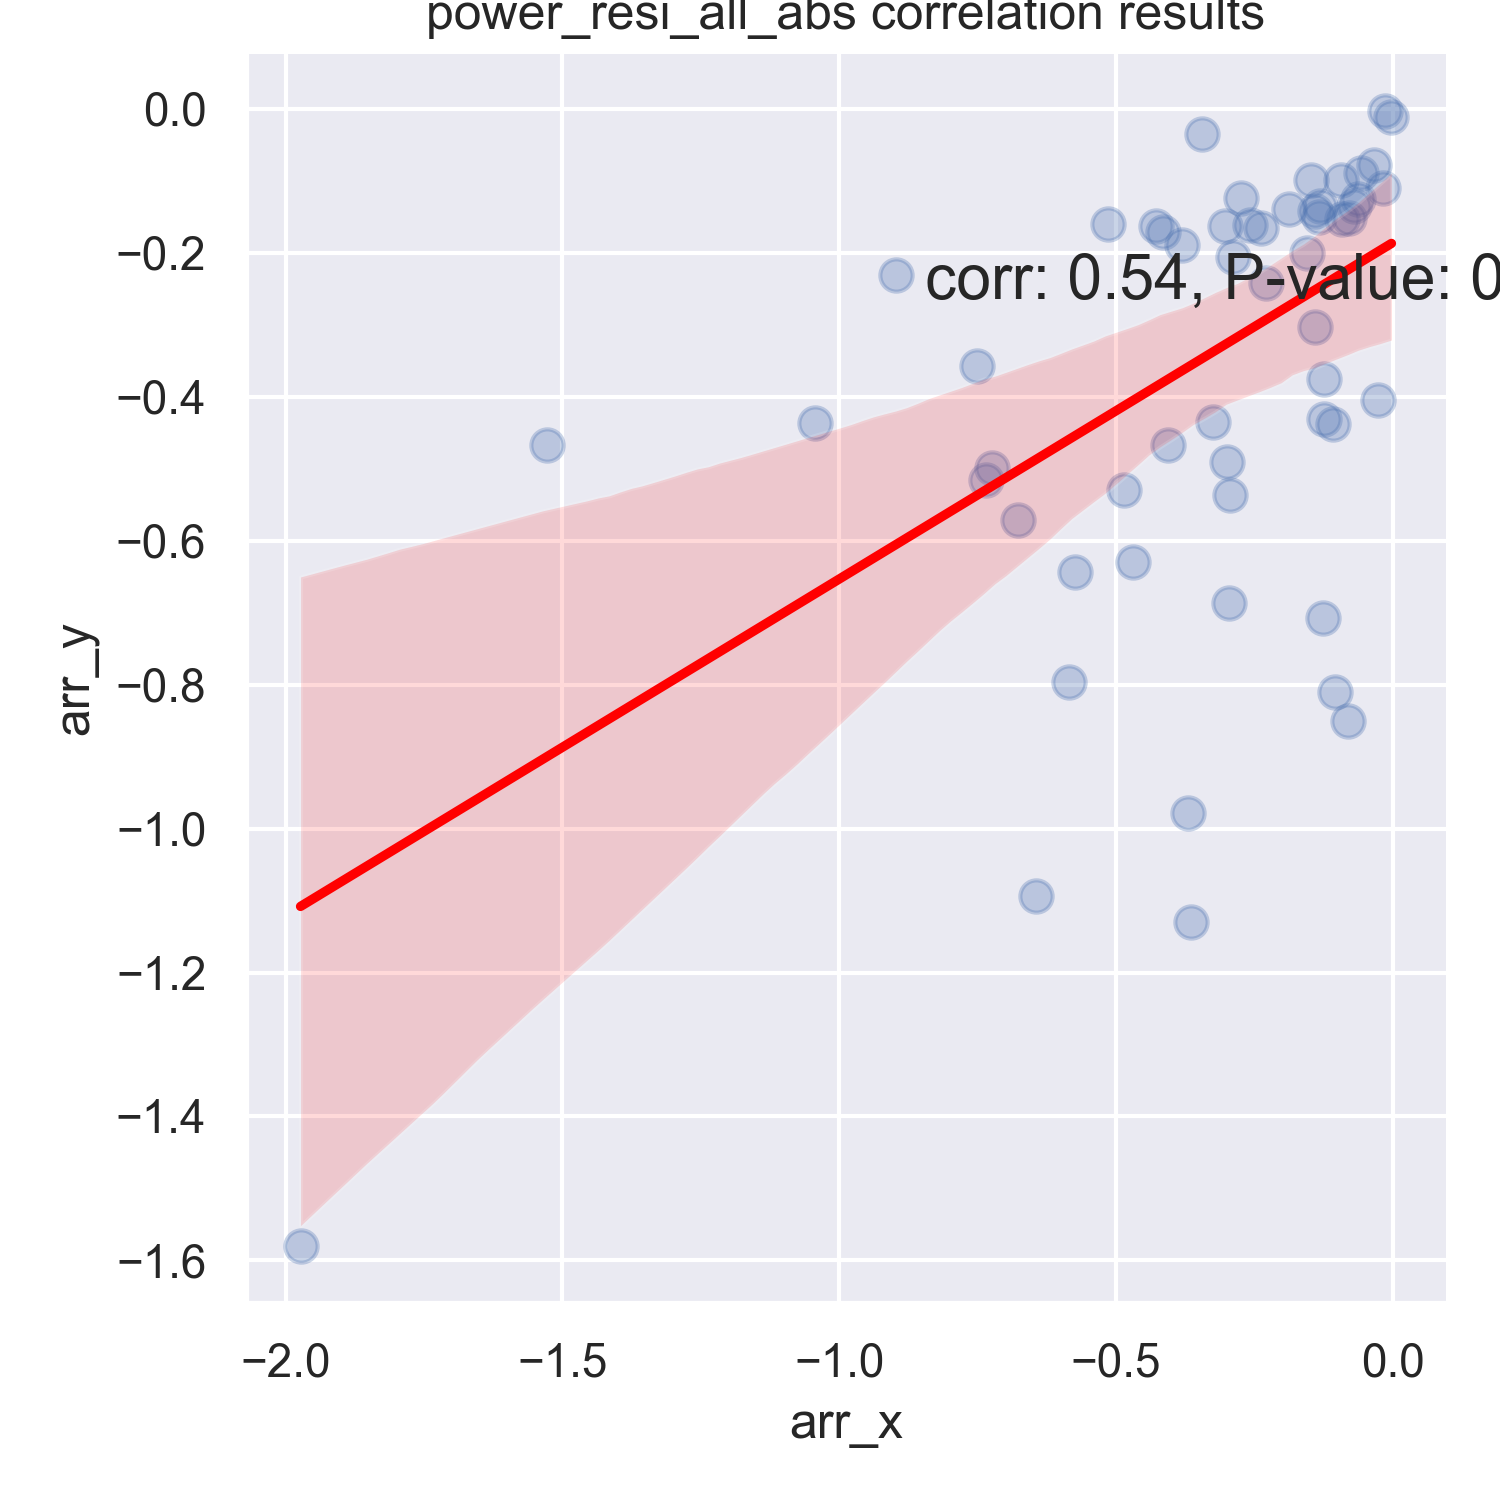 power_resi_all_abs correlation results
0.0
−0.2
−0.4
−0.6
−0.8
−1.0
−1.2
−1.4
−1.6
corr: 0.54, P-value: 0
arr_y
−2.0 −1.5 −1.0 −0.5 0.0
arr_x